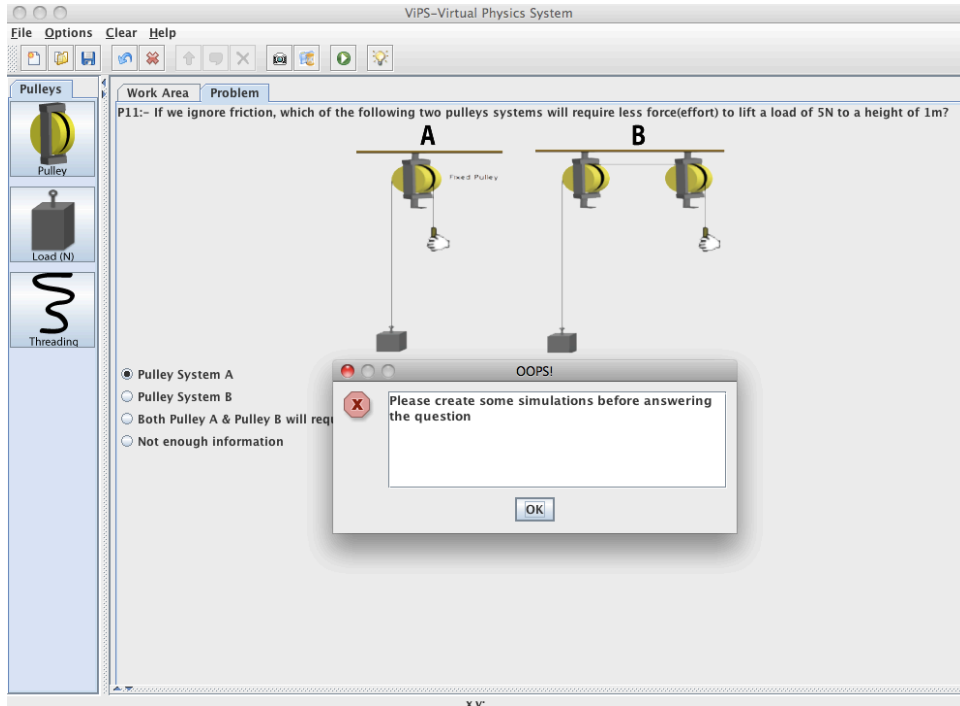 ViPS-Virtual Physics System
File Options Clear Help
Pulleys
Pulley
Load (N)
Threading
Work Area Problem
P11:- If we ignore friction, which of the following two pulleys systems will require less force(effort) to lift a load of 5N to a height of 1m?
A B
Fixed Pulley
Pulley System A
Pulley System B
Both Pulley A & Pulley B will requ
Not enough information
OOPS!
X
Please create some simulations before answering
the question
OK
x,y: